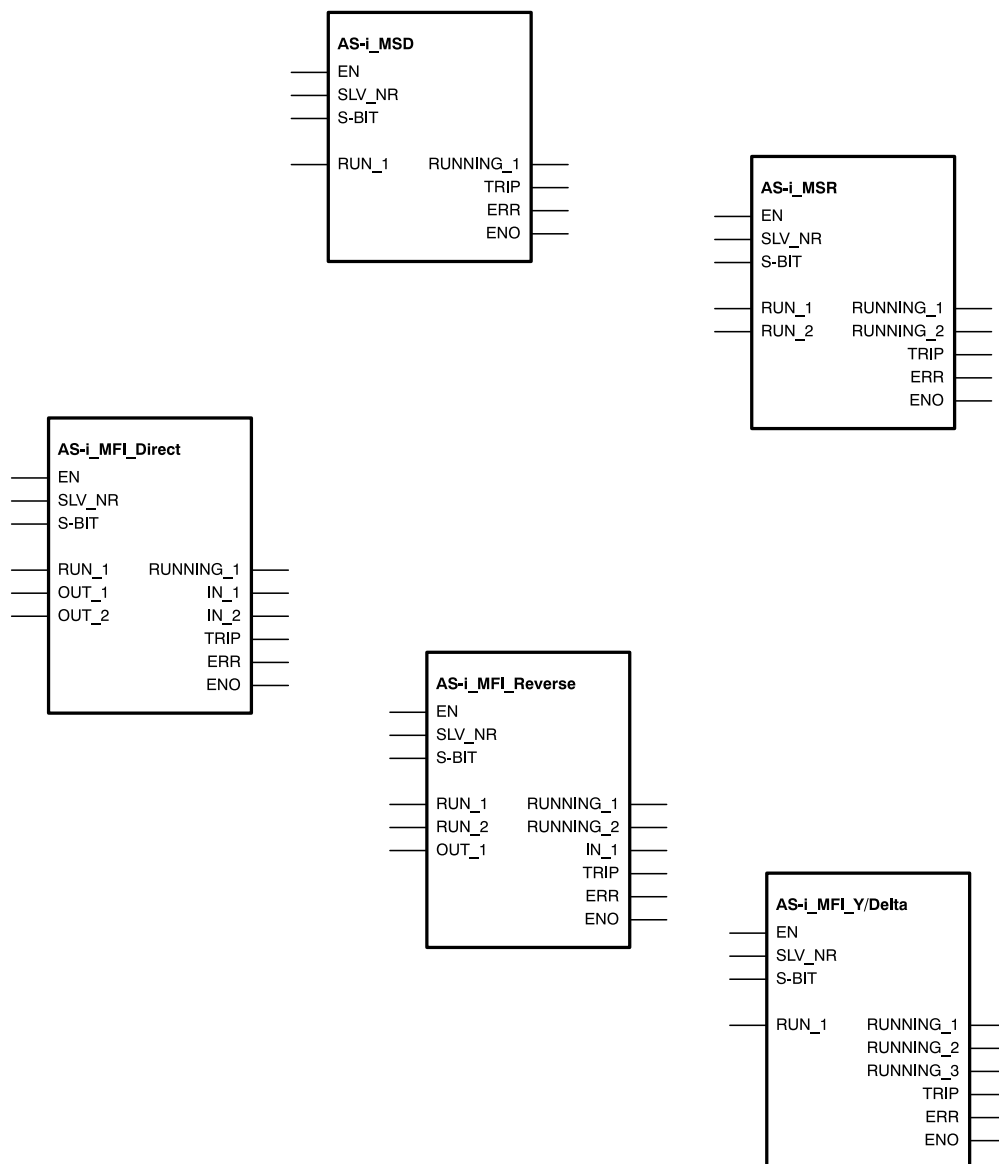 AS-i_MSD
EN
SLV_NR
S-BIT
RUN_1 RUNNING_1
TRIP
ERR
ENO
AS-i_MSR
EN
SLV_NR
S-BIT
RUN_1 RUNNING_1
RUN_2 RUNNING_2
TRIP
ERR
ENO
AS-i_MFI_Direct
EN
SLV_NR
S-BIT
RUN_1 RUNNING_1
OUT_1 IN_1
OUT_2 IN_2
TRIP
ERR
ENO
AS-i_MFI_Reverse
EN
SLV_NR
S-BIT
RUN_1 RUNNING_1
RUN_2 RUNNING_2
OUT_1 IN_1
TRIP
ERR
ENO
AS-i_MFI_Y/Delta
EN
SLV_NR
S-BIT
RUN_1 RUNNING_1
RUNNING_2
RUNNING_3
TRIP
ERR
ENO